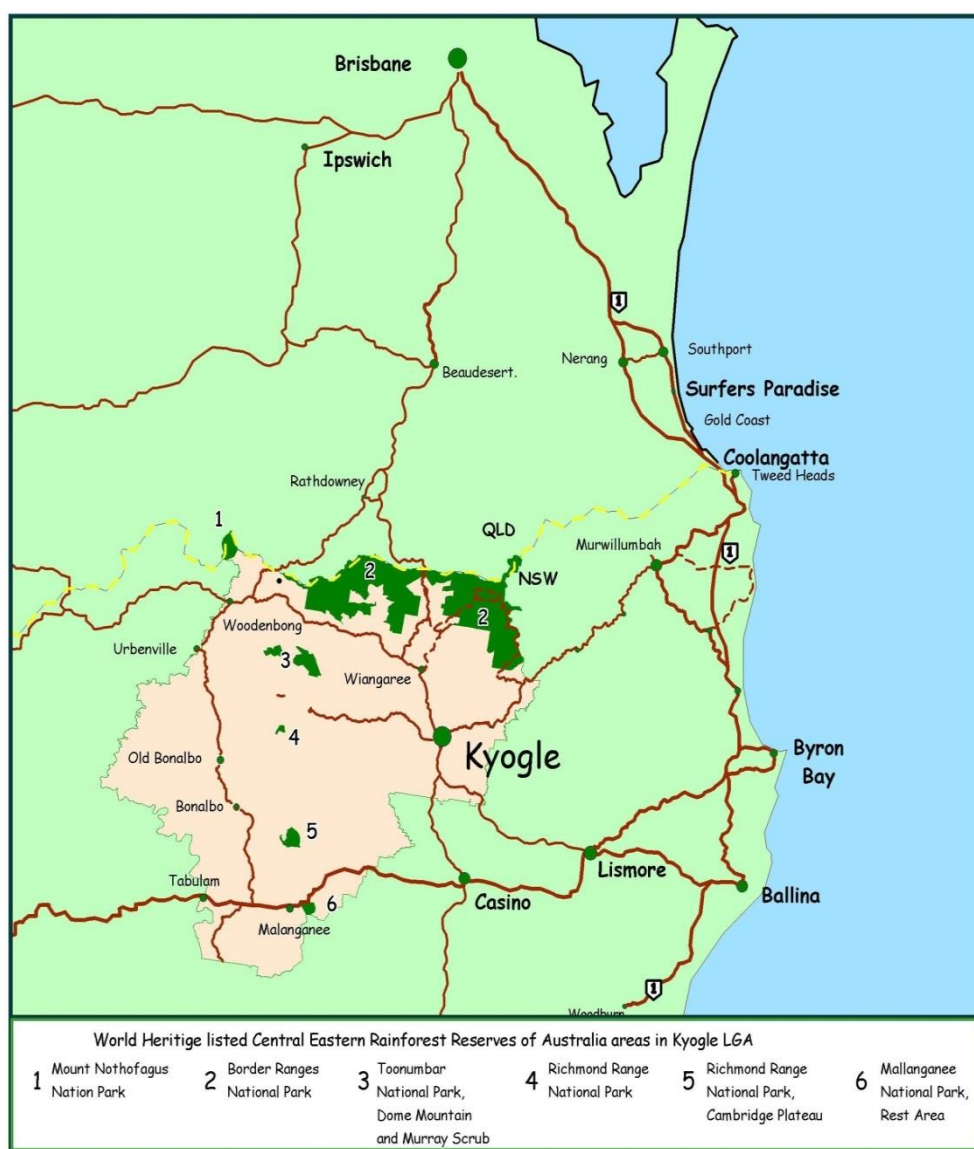 Brisbane
Ipswich
1
Southport
Nerang
Beaudesert.
Surfers Paradise
Gold Coast
Coolangatta
Tweed Heads
Rathdowney
1
QLD
Murwillumbah
1
2
NSW
Woodenbong
2
Urbenville
3
Wiangaree
4
Kyogle
Old Bonalbo
Byron
Bay
Bonalbo
5
Lismore
Tabulam
Casino
Ballina
6
Malanganee
1
Woodburn
World Heritige listed Central Eastern Rainforest Reserves of Australia areas in Kyogle LGA
1 Mount Nothofagus
Nation Park
2 Border Ranges
National Park
3 Toonumbar
National Park,
Dome Mountain
and Murray Scrub
4 Richmond Range
National Park
5 Richmond Range
National Park,
Cambridge Plateau
6 Mallanganee
National Park,
Rest Area